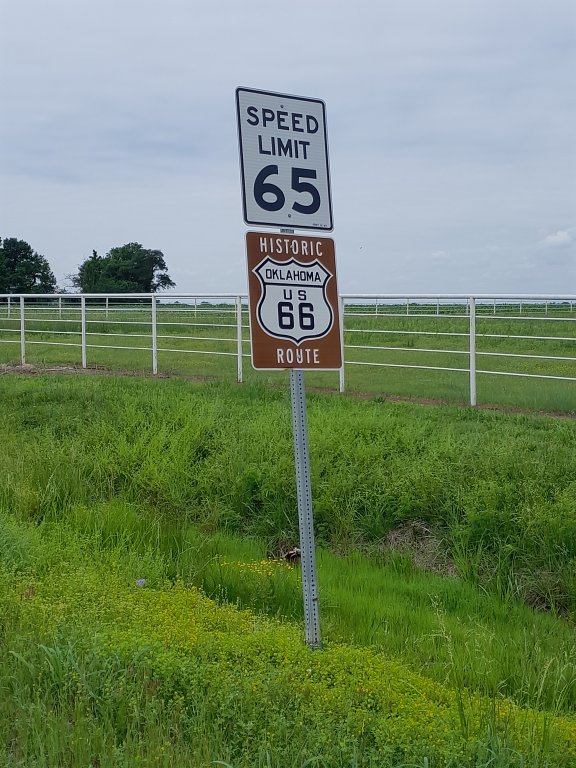 SPEED
LIMIT
65
HISTORIC
OKLAHOMA
US
66
ROUTE